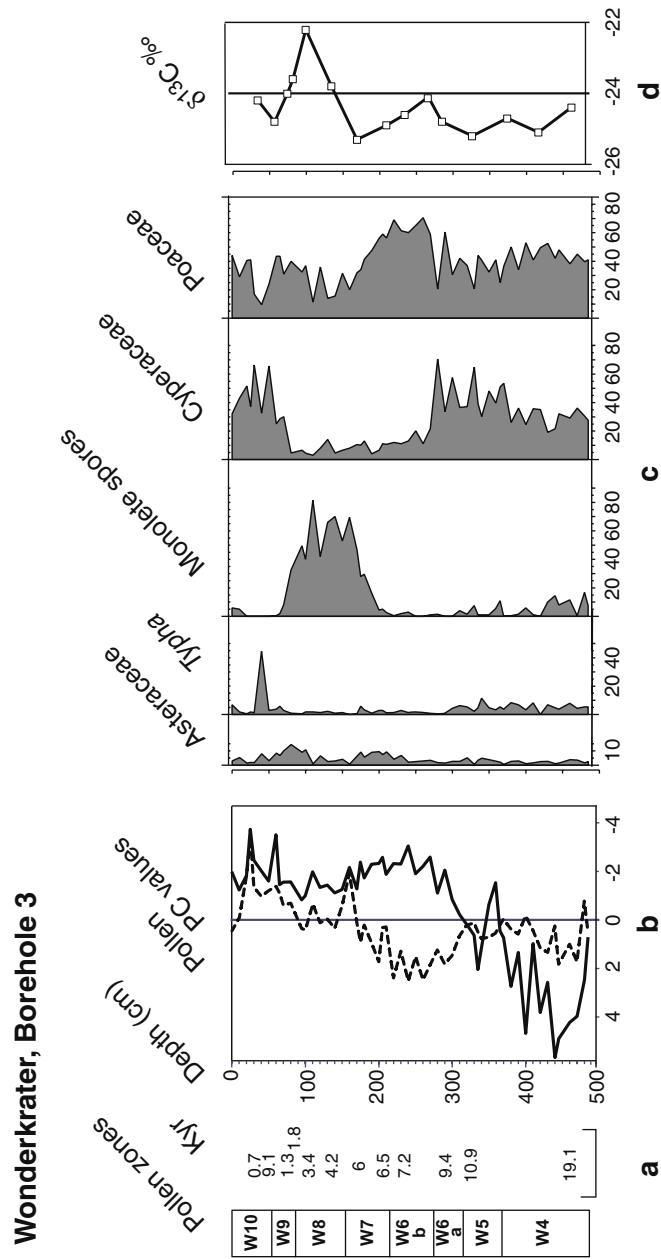 Wonderkrater, Borehole 3
Pollen zones
Kyr
Depth (cm)
Pollen
PC values
Asteraceae
Typha
Monolete spores
Cyperaceae
Poaceae
δ13C ‰
W10
W9
W8
W7
W6
b
W6
a
W5
W4
0.7
9.1
1.3
1.8
3.4
4.2
6
6.5
7.2
9.4
10.9
19.1
0
100
200
300
400
500
4 2 0 -2 -4
10
20 40
20 40 60 80
20 40 60 80
20 40 60 80
-26 -24 -22
a
b
c
d